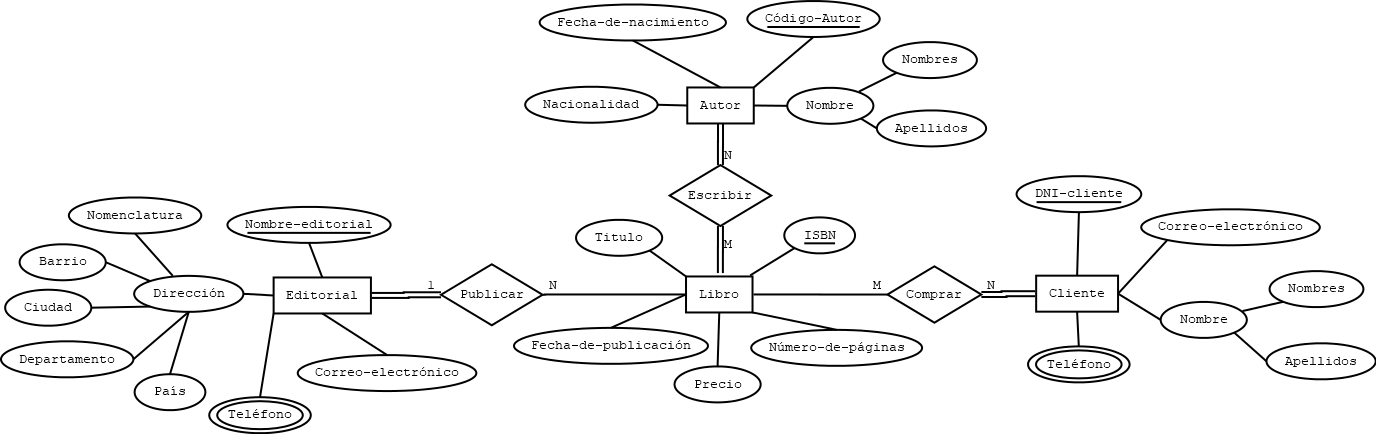 Fecha-de-nacimiento
Código-Autor
Nombres
Nacionalidad
Autor
Nombre
Apellidos
N
Escribir
M
Nomenclatura
Nombre-editorial
Barrio
Ciudad
Dirección
Departamento
País
Editorial
Teléfono
Correo-electrónico
1
Publicar
N
Titulo
ISBN
Libro
Fecha-de-publicación
Precio
Número-de-páginas
M
Comprar
N
DNI-cliente
Correo-electrónico
Cliente
Nombre
Nombres
Apellidos
Teléfono